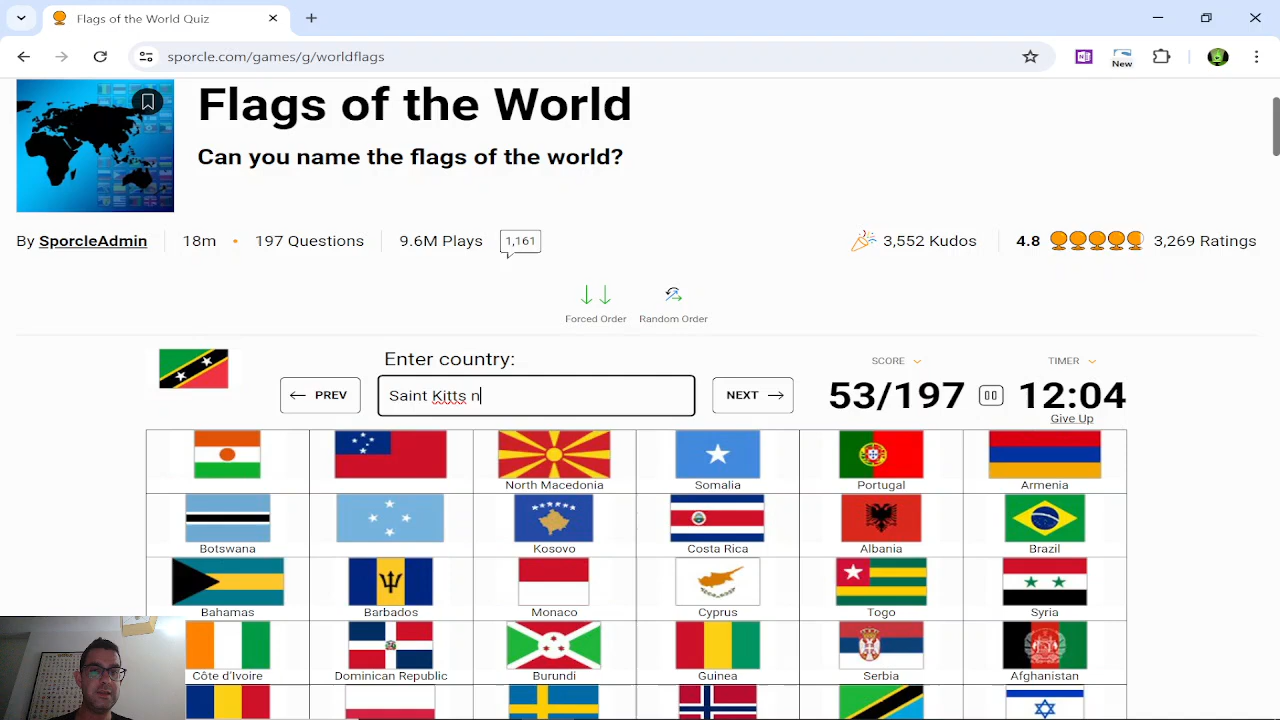 Flags of the World Quiz
sporcle.com/games/g/worldflags
New
Flags of the World
Can you name the flags of the world?
By SporcleAdmin 18m • 197 Questions 9.6M Plays 1,161 3,552 Kudos 4.8 3,269 Ratings
Forced Order Random Order
Enter country: SCORE TIMER
PREV Saint Kitts n NEXT 53/197 12:04
Give Up
North Macedonia Somalia Portugal Armenia
Botswana Kosovo Costa Rica Albania Brazil
Bahamas Barbados Monaco Cyprus Togo Syria
Côte d'Ivoire Dominican Republic Burundi Guinea Serbia Afghanistan